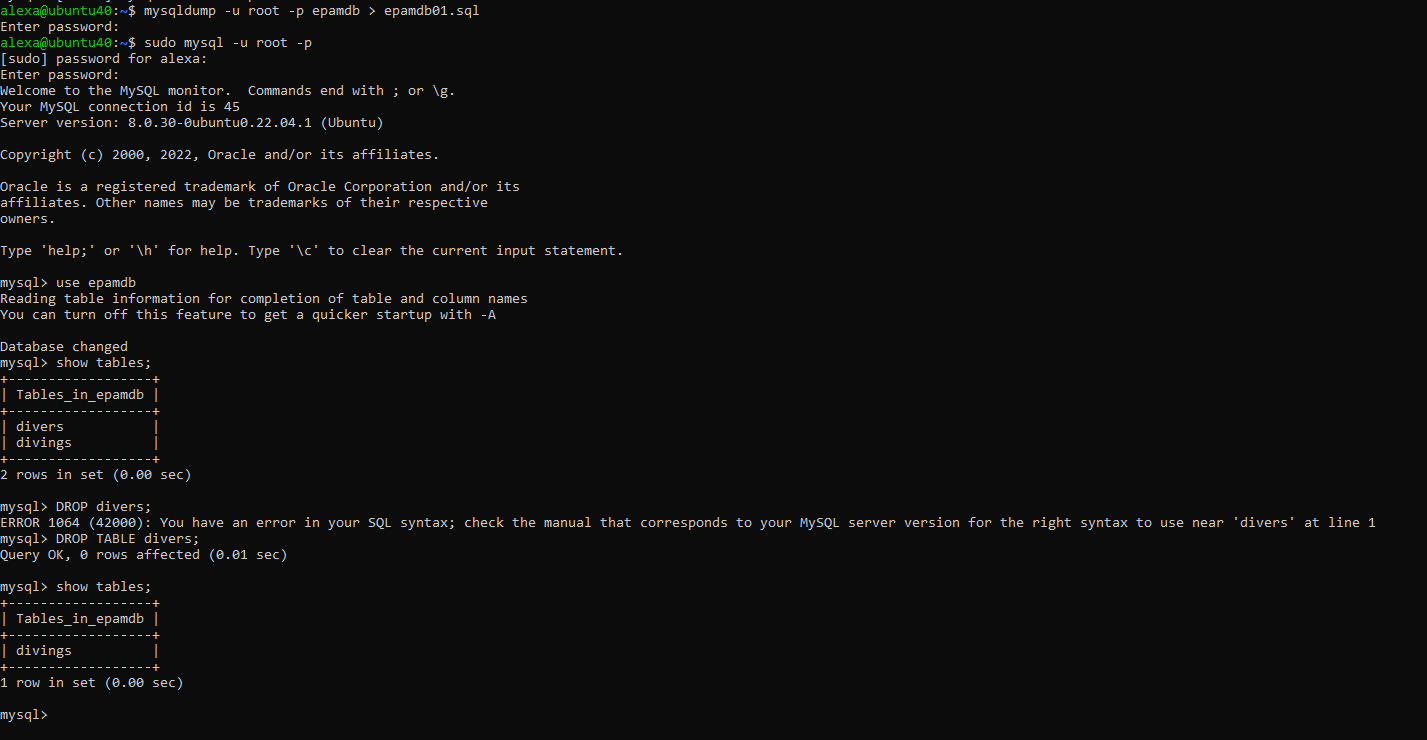 alexa@ubuntu40:~$ mysqldump -u root -p epamdb > epamdb01.sql
Enter password:
alexa@ubuntu40:~$ sudo mysql -u root -p
[sudo] password for alexa:
Enter password:
Welcome to the MySQL monitor.  Commands end with ; or \g.
Your MySQL connection id is 45
Server version: 8.0.30-0ubuntu0.22.04.1 (Ubuntu)

Copyright (c) 2000, 2022, Oracle and/or its affiliates.

Oracle is a registered trademark of Oracle Corporation and/or its
affiliates. Other names may be trademarks of their respective
owners.

Type 'help;' or '\h' for help. Type '\c' to clear the current input statement.

mysql> use epamdb
Reading table information for completion of table and column names
You can turn off this feature to get a quicker startup with -A

Database changed
mysql> show tables;
+------------------+
| Tables_in_epamdb |
+------------------+
| divers           |
| divings          |
+------------------+
2 rows in set (0.00 sec)

mysql> DROP divers;
ERROR 1064 (42000): You have an error in your SQL syntax; check the manual that corresponds to your MySQL server version for the right syntax to use near 'divers' at line 1
mysql> DROP TABLE divers;
Query OK, 0 rows affected (0.01 sec)

mysql> show tables;
+------------------+
| Tables_in_epamdb |
+------------------+
| divings          |
+------------------+
1 row in set (0.00 sec)

mysql>